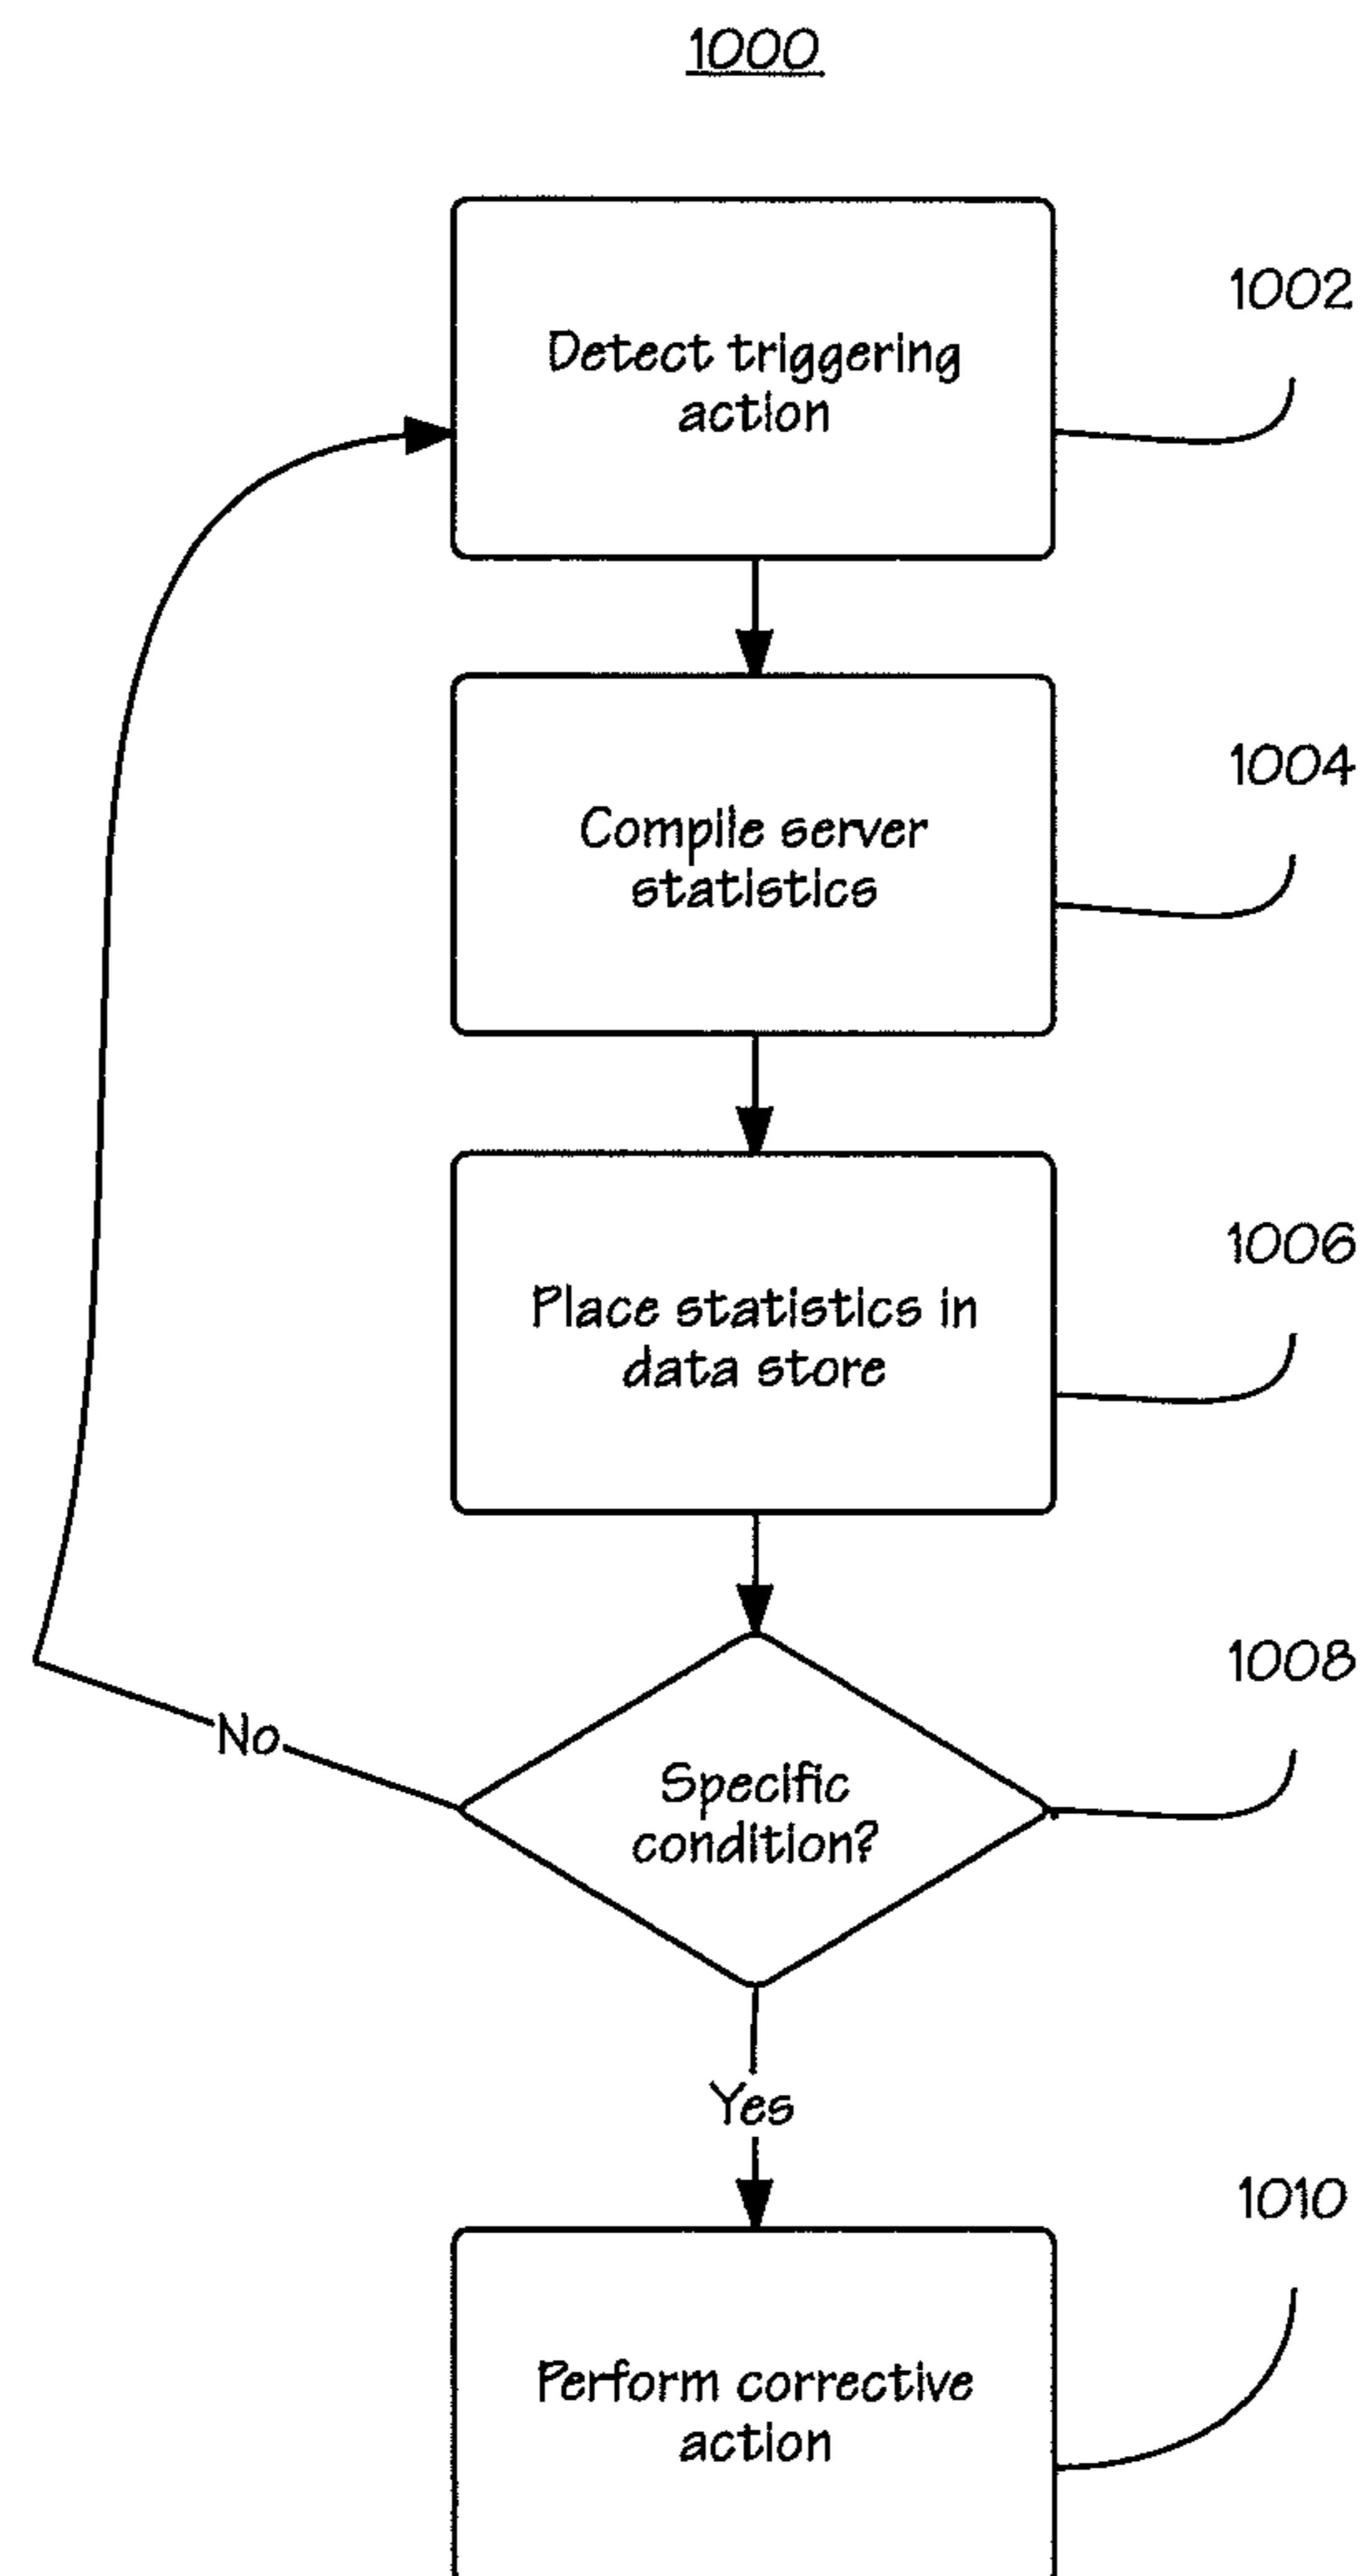 1000
Detect triggering
action
1002
Compile server
statistics
1004
Place statistics in
data store
1006
Specific
condition?
1008
No
Yes
Perform corrective
action
1010